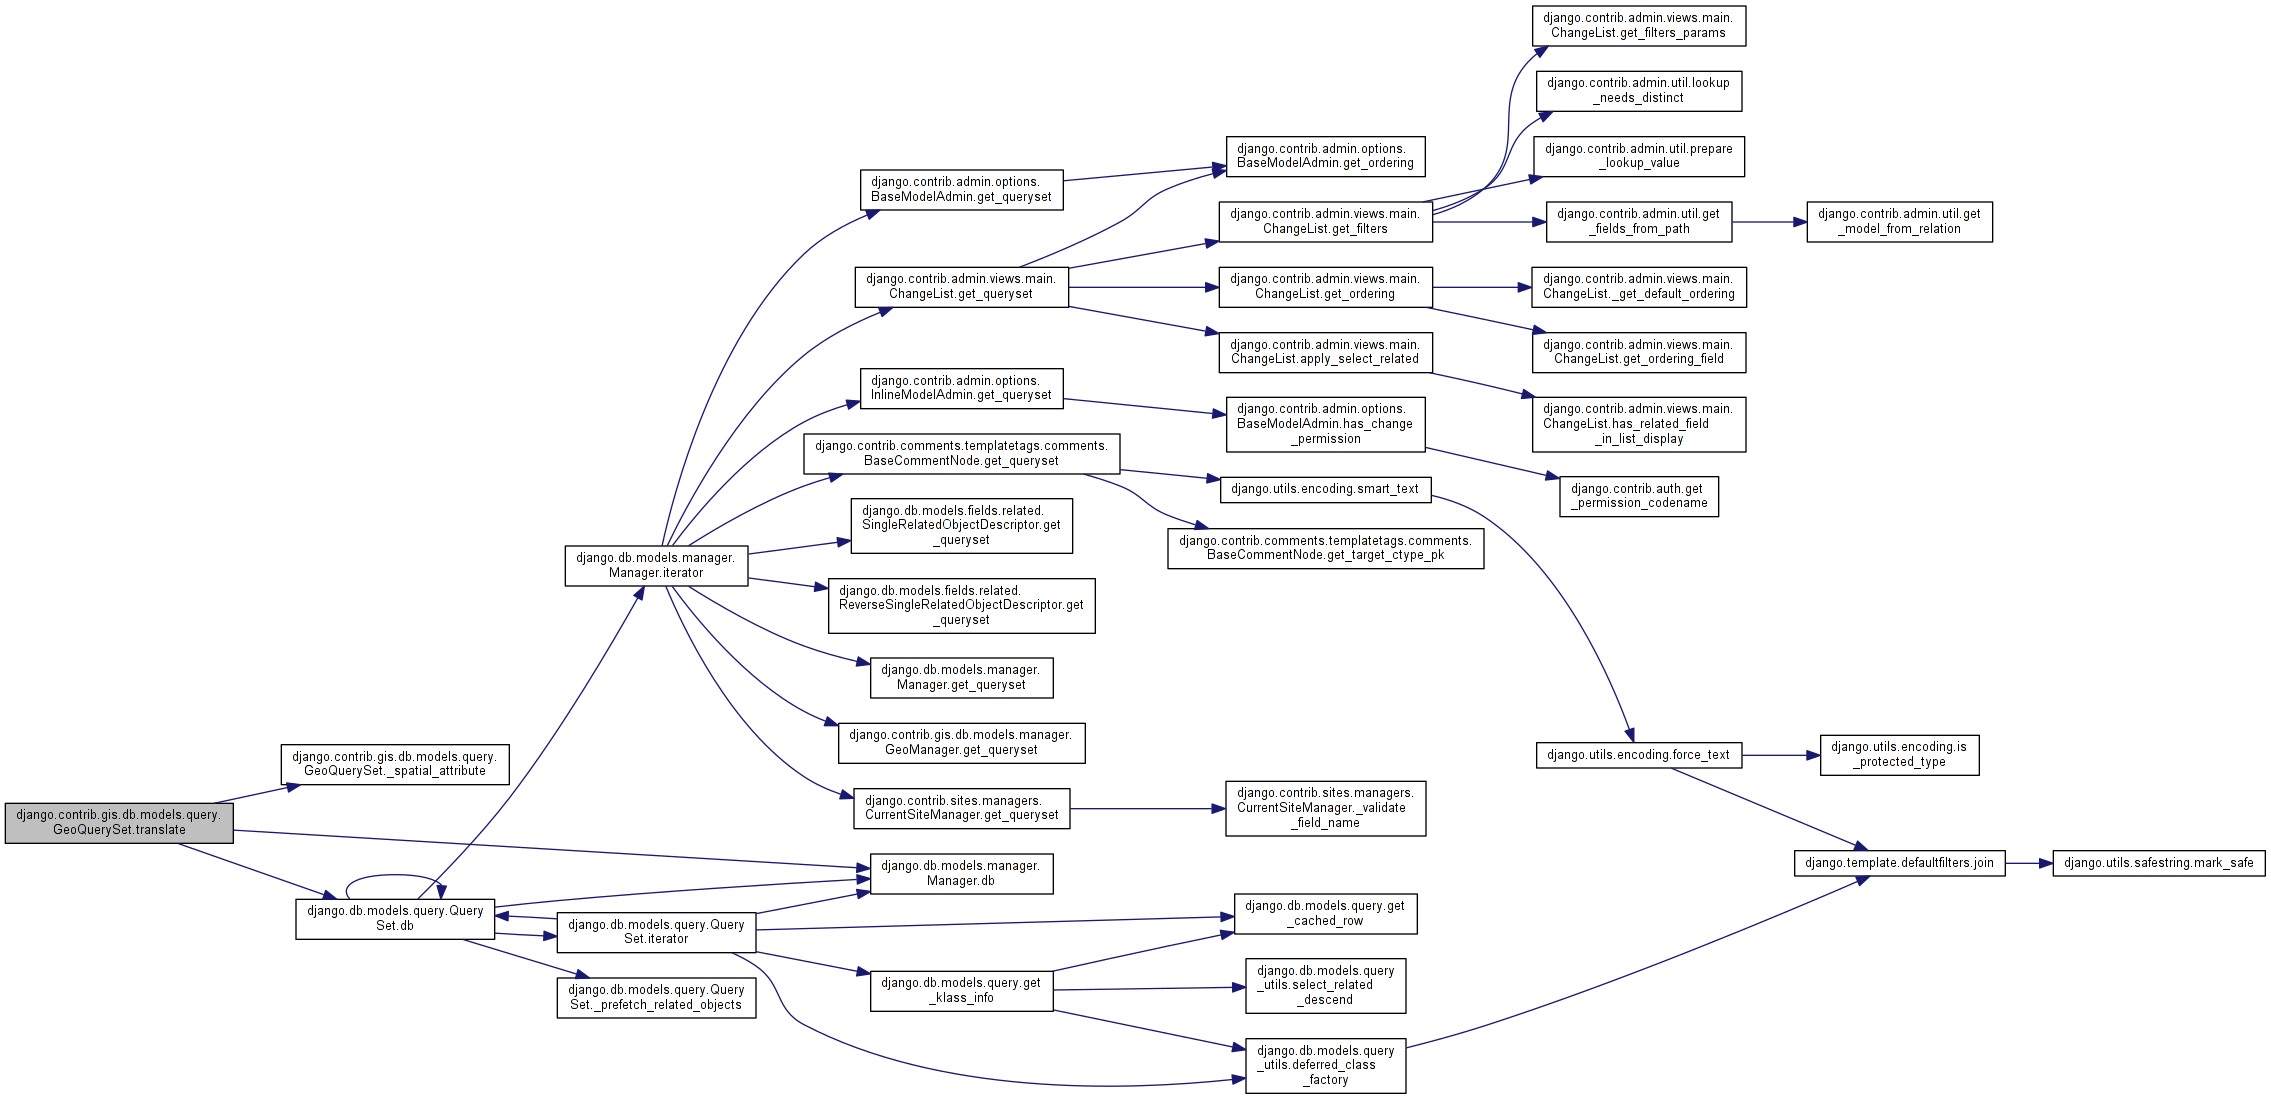 django.contrib.gis.db.models.query.
GeoQuerySet.translate
django.contrib.gis.db.models.query.
GeoQuerySet._spatial_attribute
django.db.models.query.Query
Set.db
django.db.models.manager.
Manager.iterator
django.db.models.query.Query
Set.iterator
django.db.models.query.Query
Set._prefetch_related_objects
django.contrib.admin.options.
BaseModelAdmin.get_queryset
django.contrib.admin.views.main.
ChangeList.get_queryset
django.contrib.admin.options.
InlineModelAdmin.get_queryset
django.contrib.comments.templatetags.comments.
BaseCommentNode.get_queryset
django.db.models.fields.related.
SingleRelatedObjectDescriptor.get
_queryset
django.db.models.fields.related.
ReverseSingleRelatedObjectDescriptor.get
_queryset
django.db.models.manager.
Manager.get_queryset
django.contrib.gis.db.models.manager.
GeoManager.get_queryset
django.contrib.sites.managers.
CurrentSiteManager.get_queryset
django.db.models.manager.
Manager.db
django.db.models.query.get
_klass_info
django.contrib.admin.options.
BaseModelAdmin.get_ordering
django.contrib.admin.views.main.
ChangeList.get_filters
django.contrib.admin.views.main.
ChangeList.get_ordering
django.contrib.admin.views.main.
ChangeList.apply_select_related
django.contrib.admin.options.
BaseModelAdmin.has_change
_permission
django.utils.encoding.smart_text
django.contrib.comments.templatetags.comments.
BaseCommentNode.get_target_ctype_pk
django.contrib.sites.managers.
CurrentSiteManager._validate
_field_name
django.db.models.query.get
_cached_row
django.db.models.query
_utils.select_related
_descend
django.db.models.query
_utils.deferred_class
_factory
django.contrib.admin.views.main.
ChangeList.get_filters_params
django.contrib.admin.util.lookup
_needs_distinct
django.contrib.admin.util.prepare
_lookup_value
django.contrib.admin.util.get
_fields_from_path
django.contrib.admin.views.main.
ChangeList._get_default_ordering
django.contrib.admin.views.main.
ChangeList.get_ordering_field
django.contrib.admin.views.main.
ChangeList.has_related_field
_in_list_display
django.contrib.auth.get
_permission_codename
django.utils.encoding.force_text
django.contrib.admin.util.get
_model_from_relation
django.utils.encoding.is
_protected_type
django.template.defaultfilters.join
django.utils.safestring.mark_safe